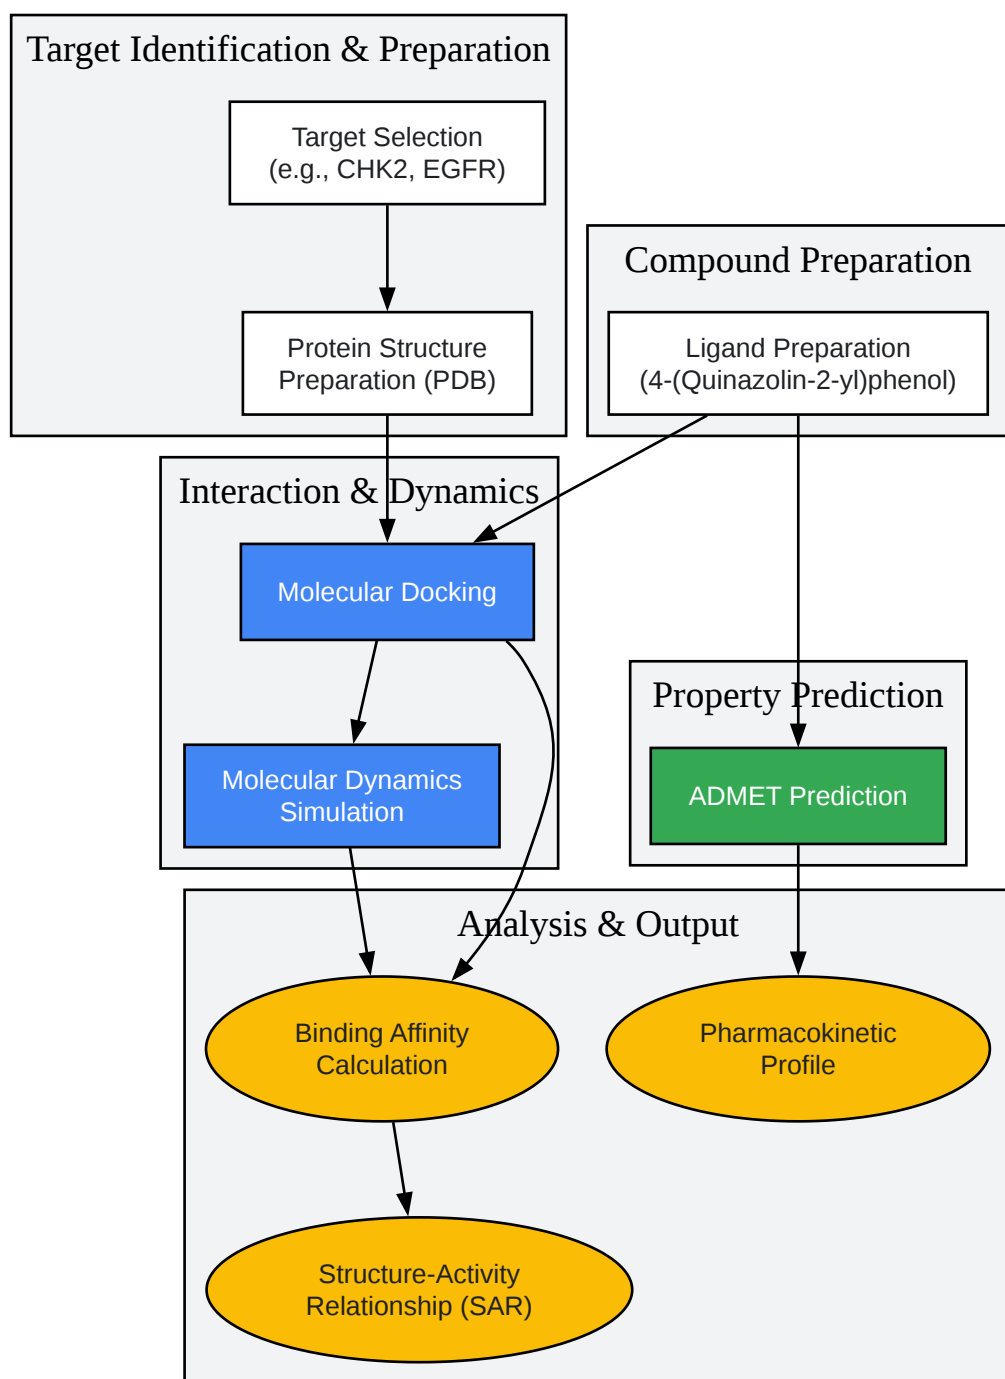 Target Identification & Preparation
Target Selection
(e.g., CHK2, EGFR)
Compound Preparation
Protein Structure
Preparation (PDB)
Ligand Preparation
(4-(Quinazolin-2-yl)phenol)
Interaction & Dynamics
Molecular Docking
Property Prediction
Molecular Dynamics
Simulation
ADMET Prediction
Analysis & Output
Binding Affinity
Calculation
Pharmacokinetic
Profile
Structure-Activity
Relationship (SAR)